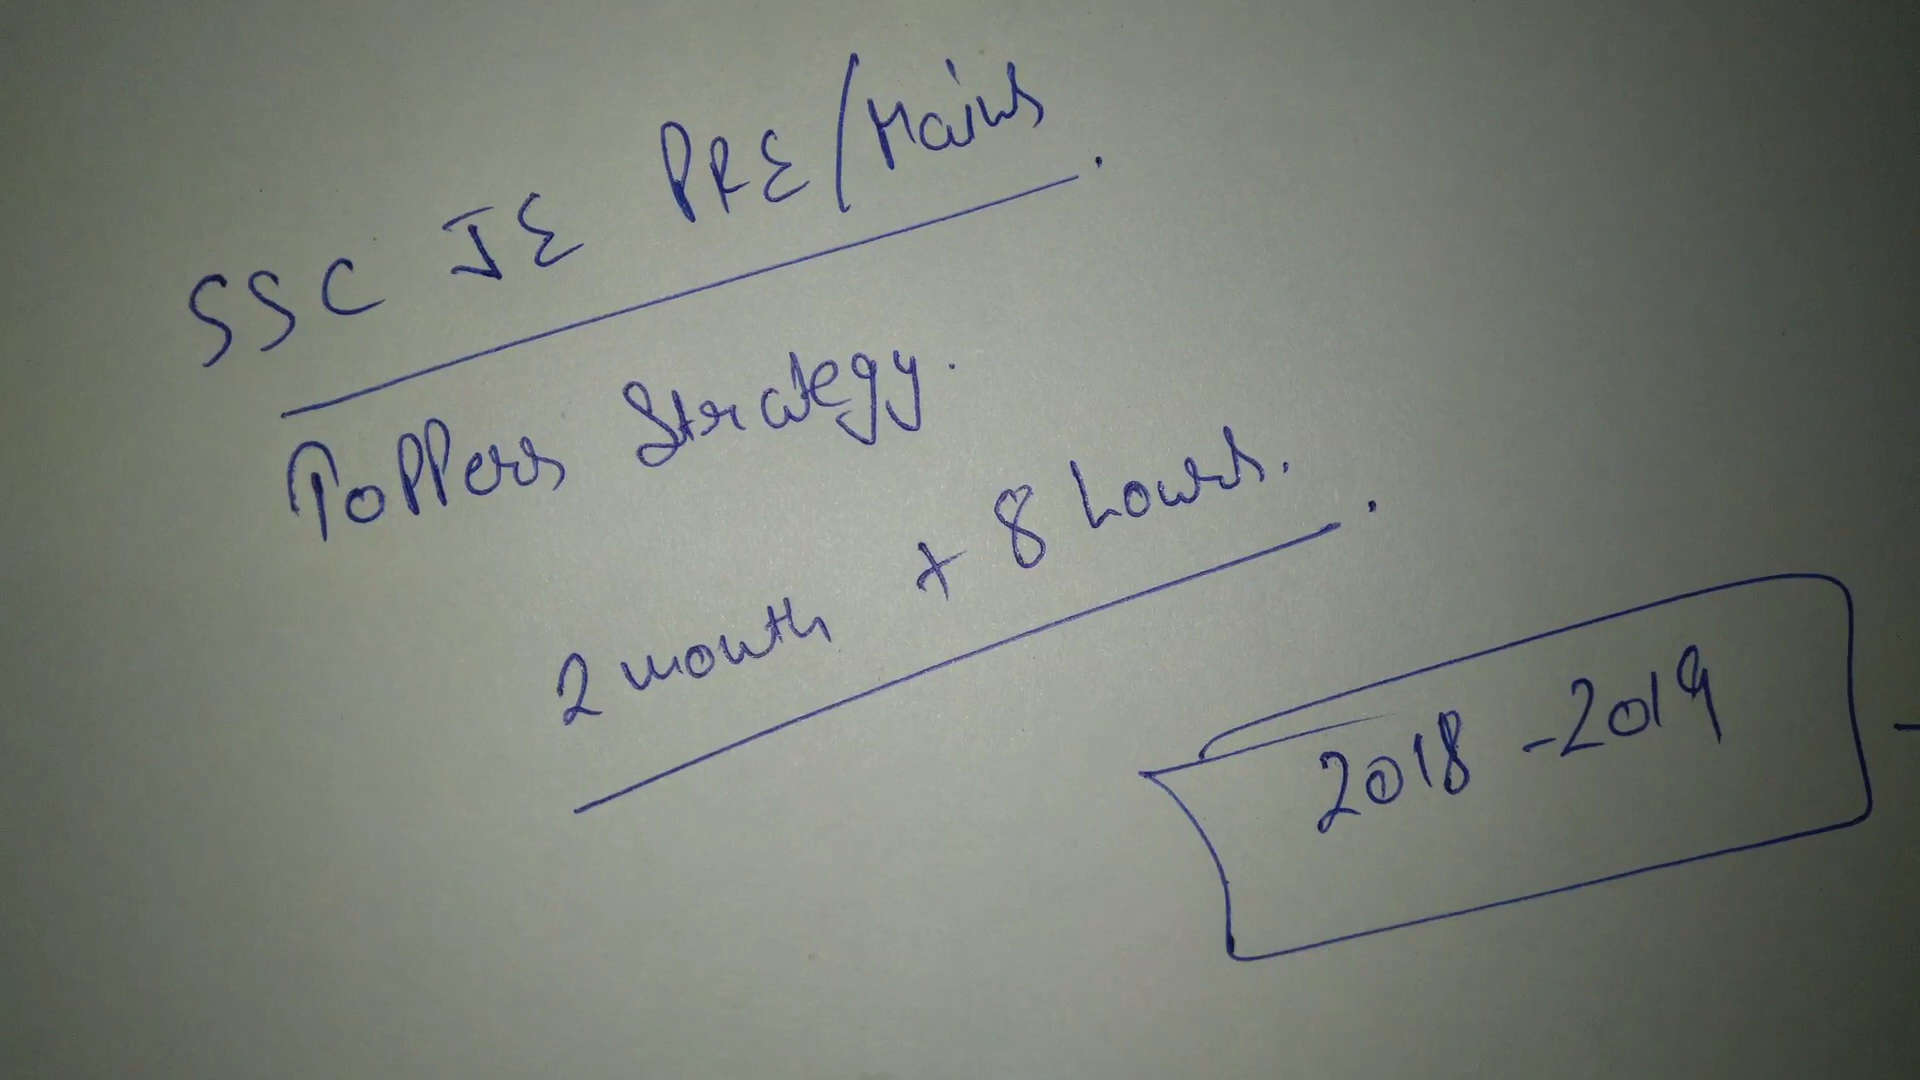 SSC JE PRE/Mains.
Toppers Strategy.
2 month + 8 hours.
2018-2019